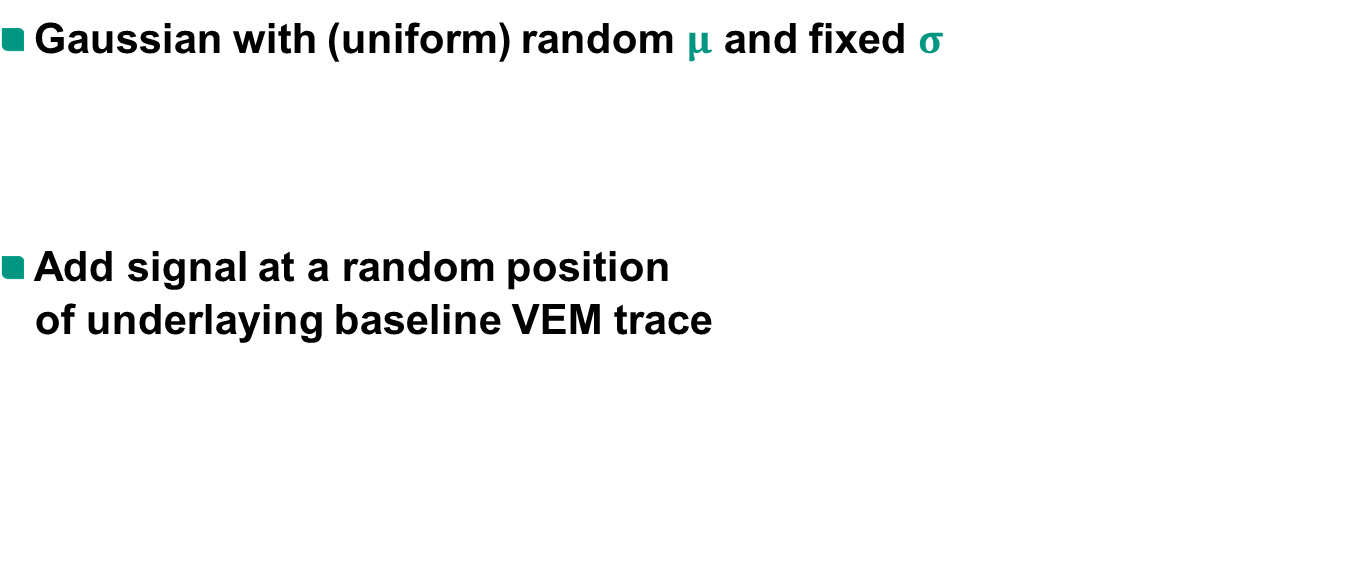 Gaussian with (uniform) random μ and fixed σ
Add signal at a random position
of underlaying baseline VEM trace